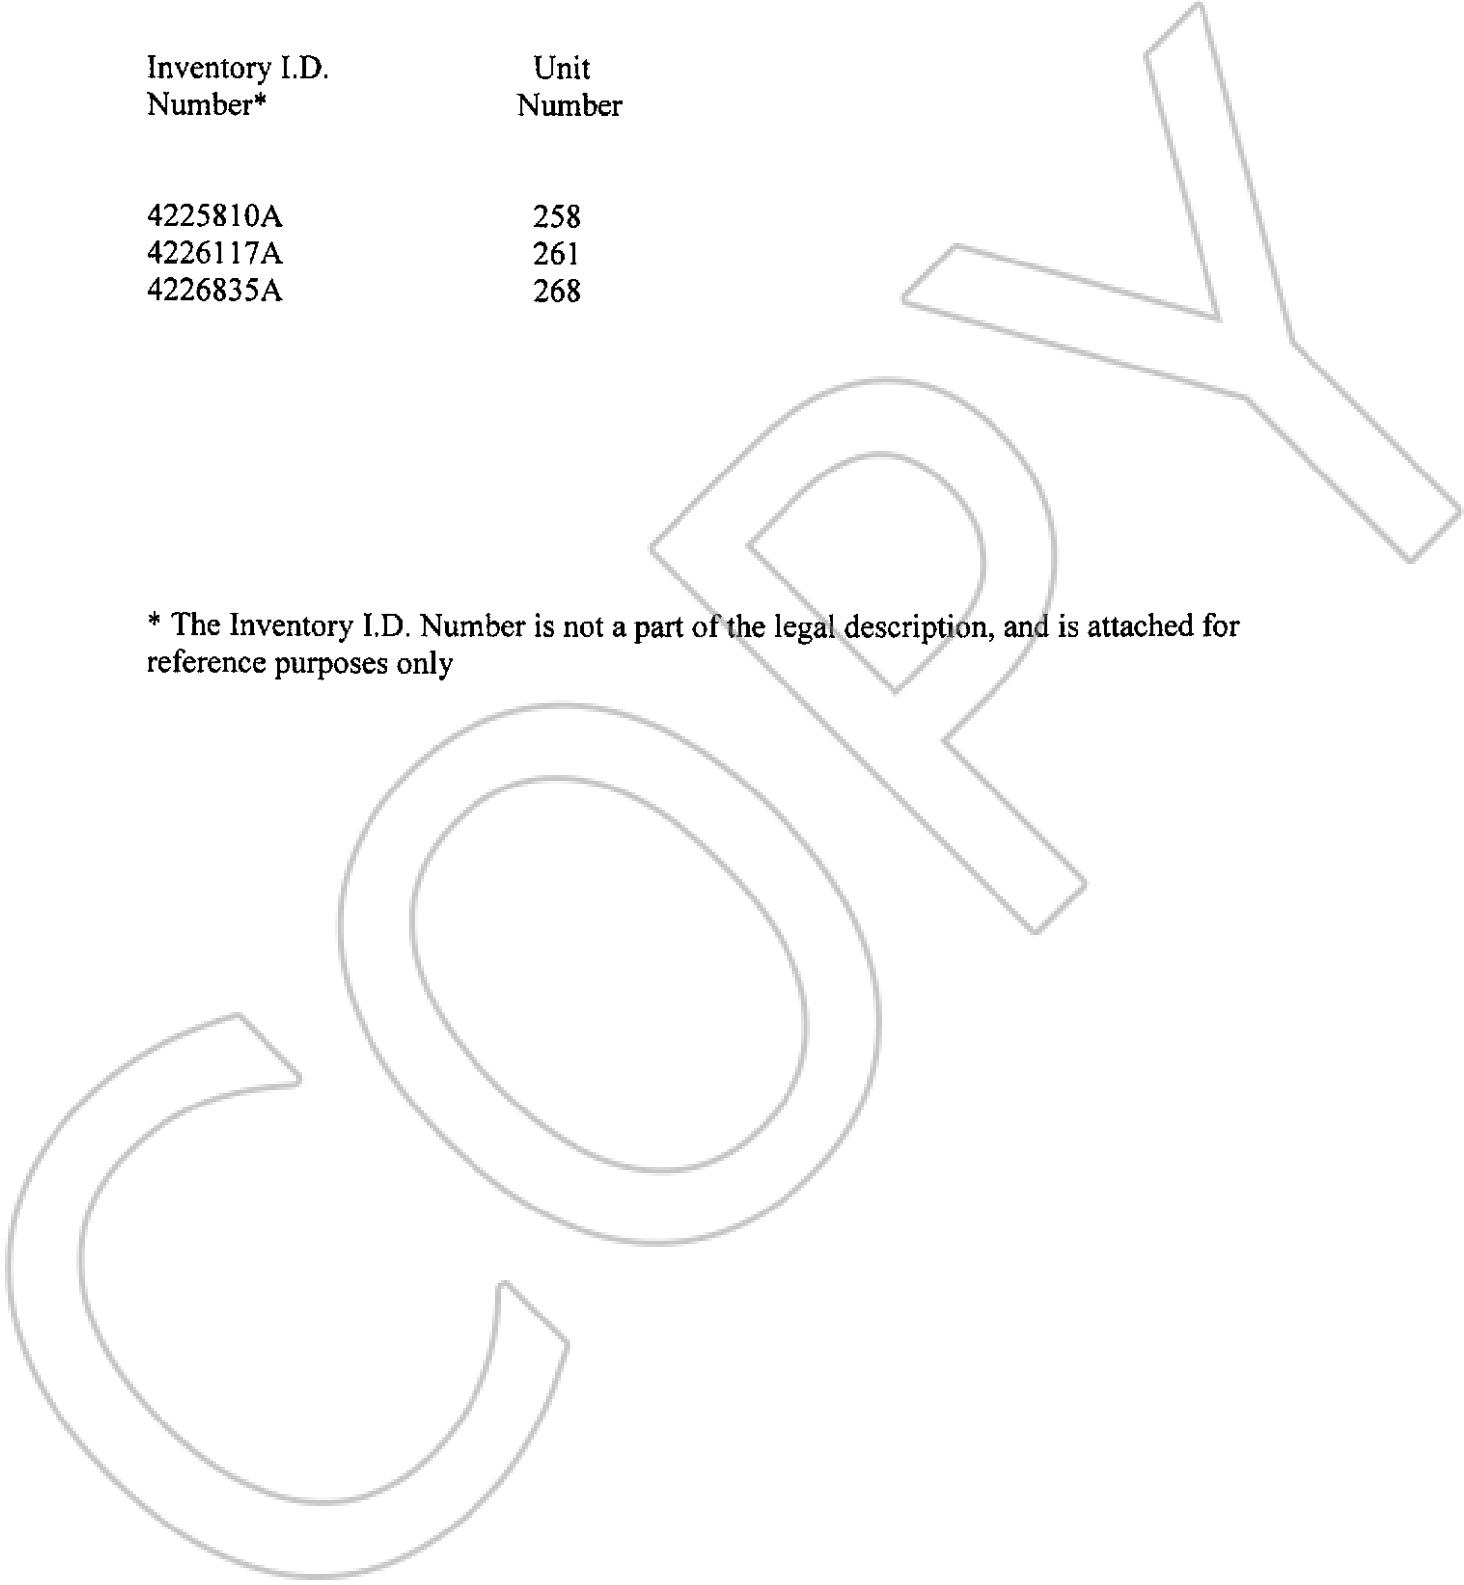 Inventory I.D. Unit
Number* Number
4225810A 258
4226117A 261
4226835A 268
* The Inventory I.D. Number is not a part of the legal description, and is attached for
reference purposes only
COPY